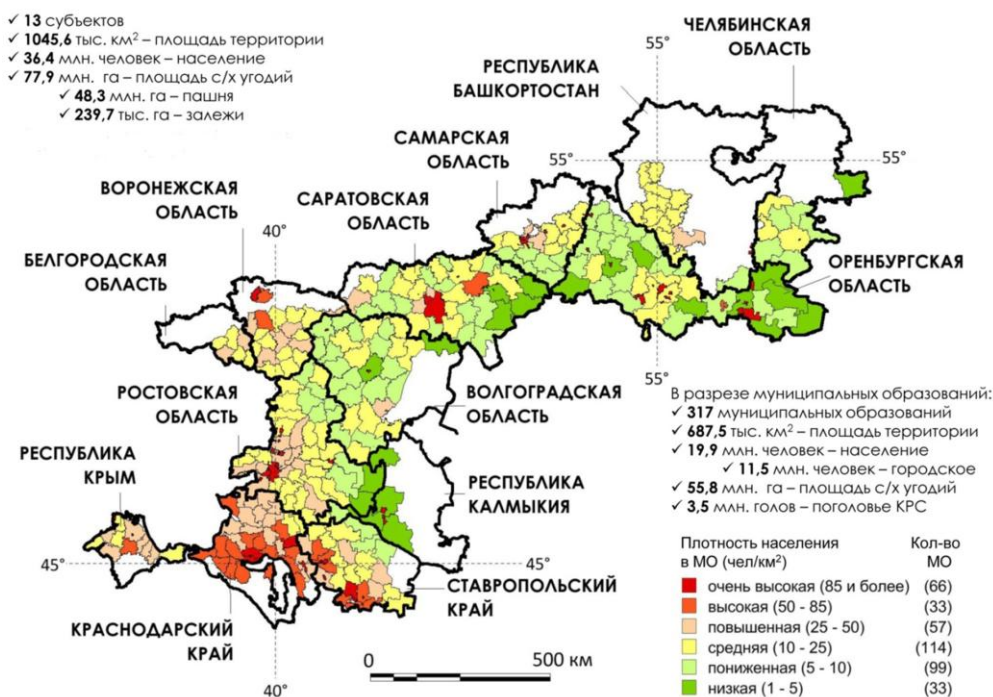 ✓ 13 субъектов
✓ 1045,6 тыс. км² – площадь территории
✓ 36,4 млн. человек – население
✓ 77,9 млн. га – площадь с/х угодий
✓ 48,3 млн. га – пашня
✓ 239,7 тыс. га – залежи
ЧЕЛЯБИНСКАЯ
ОБЛАСТЬ
55°
РЕСПУБЛИКА
БАШКОРТОСТАН
САМАРСКАЯ
ОБЛАСТЬ
55°
55°
ВОРОНЕЖСКАЯ
ОБЛАСТЬ
САРАТОВСКАЯ
ОБЛАСТЬ
40°
БЕЛГОРОДСКАЯ
ОБЛАСТЬ
ОРЕНБУРГСКАЯ
ОБЛАСТЬ
55°
РОСТОВСКАЯ
ОБЛАСТЬ
ВОЛГОГРАДСКАЯ
ОБЛАСТЬ
РЕСПУБЛИКА
КРЫМ
РЕСПУБЛИКА
КАЛМЫКИЯ
45°
45°
СТАВРОПОЛЬСКИЙ
КРАЙ
КРАСНОДАРСКИЙ
КРАЙ
40°
0 500 км
В разрезе муниципальных образований:
✓ 317 муниципальных образований
✓ 687,5 тыс. км² – площадь территории
✓ 19,9 млн. человек – население
✓ 11,5 млн. человек – городское
✓ 55,8 млн. га – площадь с/х угодий
✓ 3,5 млн. голов – поголовье КРС
Плотность населения Кол-во
в МО (чел/км²) МО
очень высокая (85 и более) (66)
высокая (50 - 85) (33)
повышенная (25 - 50) (57)
средняя (10 - 25) (114)
пониженная (5 - 10) (99)
низкая (1 - 5) (33)